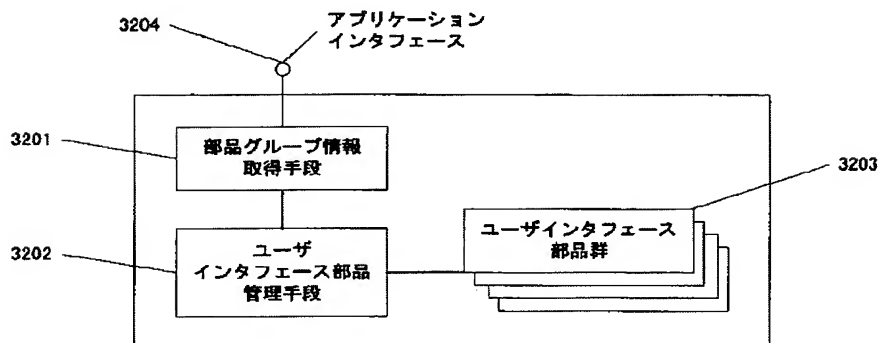 3204
アプリケーション
インタフェース
3201
部品グループ情報
取得手段
3203
ユーザインタフェース
部品群
3202
ユーザ
インタフェース部品
管理手段